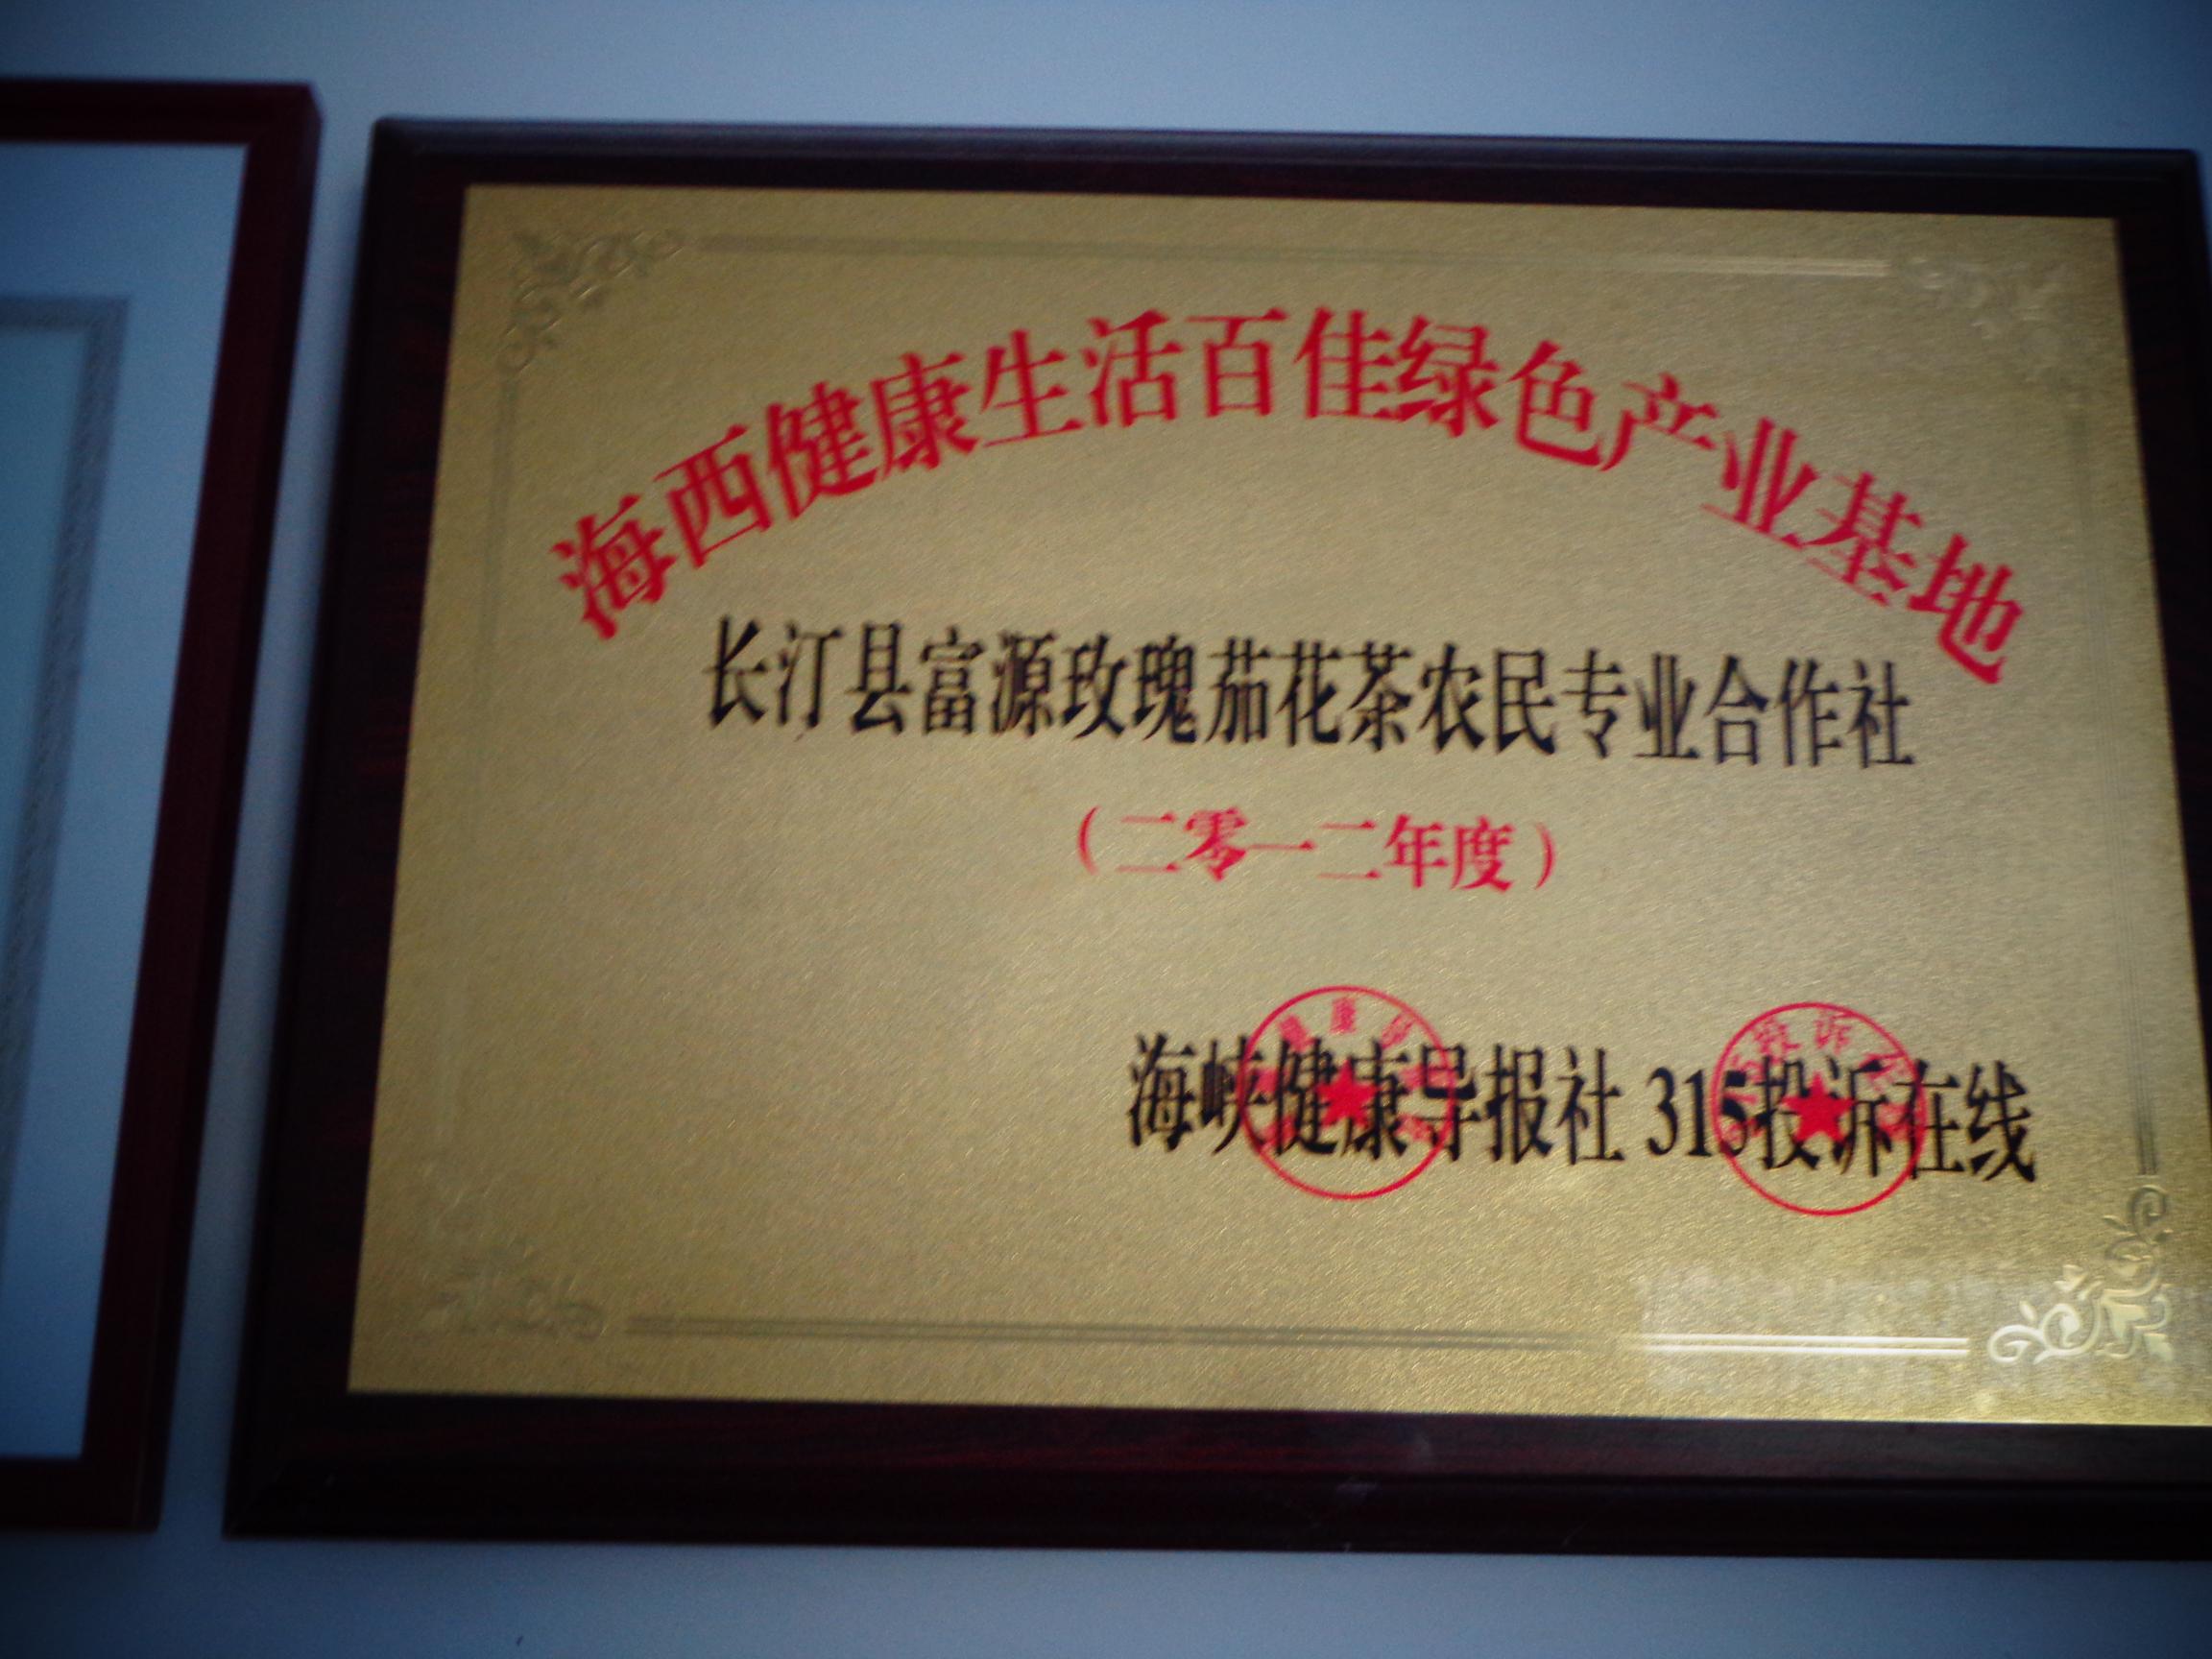 海西健康生活百佳绿色产业基地
长汀县富源玫瑰茄花茶农民专业合作社
（二零一二年度）
海峡健康导报社 315投诉在线